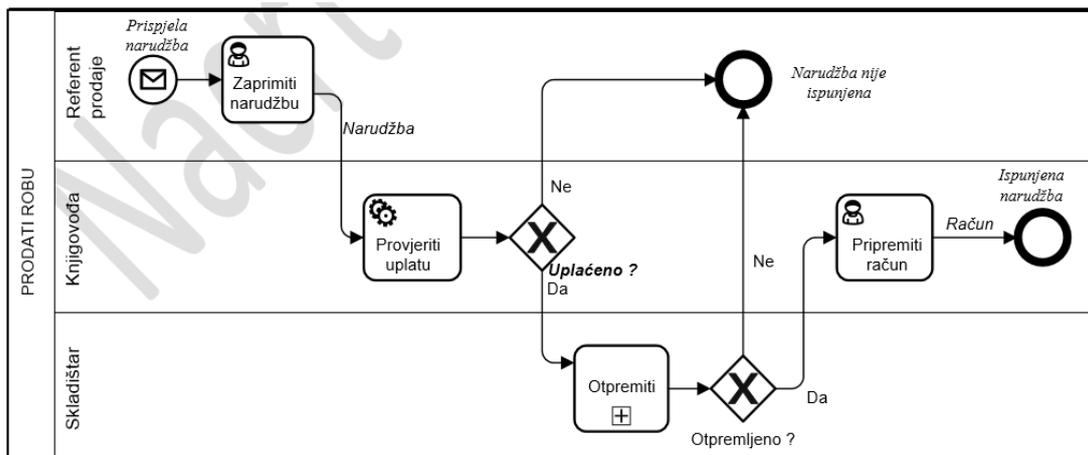 Nacrt
PRODATI ROBU
Referent
prodaje
Prispjela
narudžba
Zaprimiti
narudžbu
Narudžba
Narudžba nije
ispunjena
Knjigovođa
Provjeriti
uplatu
Ne
Uplaćeno ?
Da
Ne
Pripremiti
račun
Račun
Ispunjena
narudžba
Skladištar
Otpremiti
Da
Otpremljeno ?